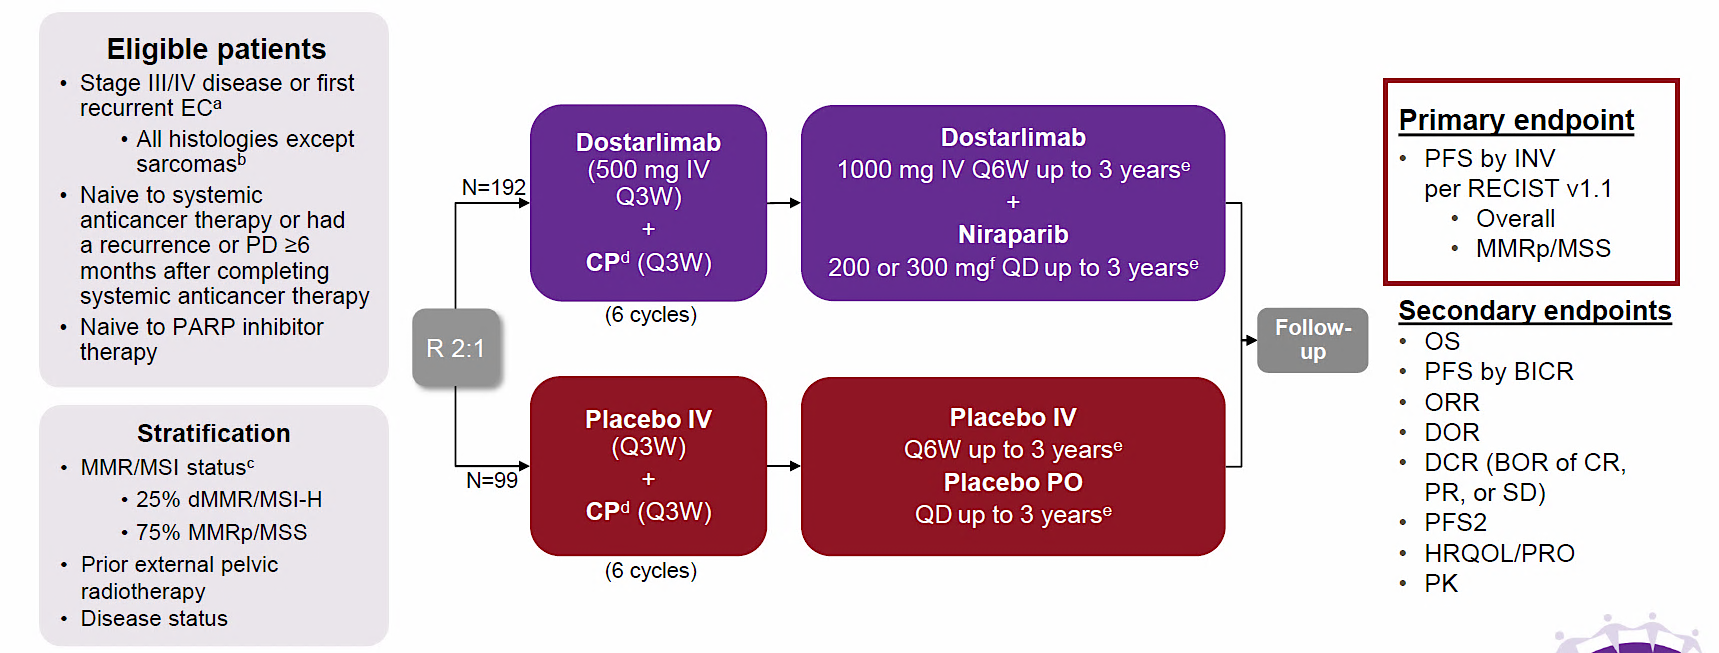 Eligible patients
• Stage III/IV disease or first
recurrent ECᵃ
• All histologies except
sarcomasᵇ
• Naive to systemic
anticancer therapy or had
a recurrence or PD ≥6
months after completing
systemic anticancer therapy
• Naive to PARP inhibitor
therapy
Stratification
• MMR/MSI statusᶜ
• 25% dMMR/MSI-H
• 75% MMRp/MSS
• Prior external pelvic
radiotherapy
• Disease status
R 2:1
N=192
Dostarlimab
(500 mg IV
Q3W)
+
CPᵈ (Q3W)
(6 cycles)
Dostarlimab
1000 mg IV Q6W up to 3 yearsᵉ
+
Niraparib
200 or 300 mgᶠ QD up to 3 yearsᵉ
N=99
Placebo IV
(Q3W)
+
CPᵈ (Q3W)
(6 cycles)
Placebo IV
Q6W up to 3 yearsᵉ
Placebo PO
QD up to 3 yearsᵉ
Follow-
up
Primary endpoint
• PFS by INV
per RECIST v1.1
• Overall
• MMRp/MSS
Secondary endpoints
• OS
• PFS by BICR
• ORR
• DOR
• DCR (BOR of CR,
PR, or SD)
• PFS2
• HRQOL/PRO
• PK